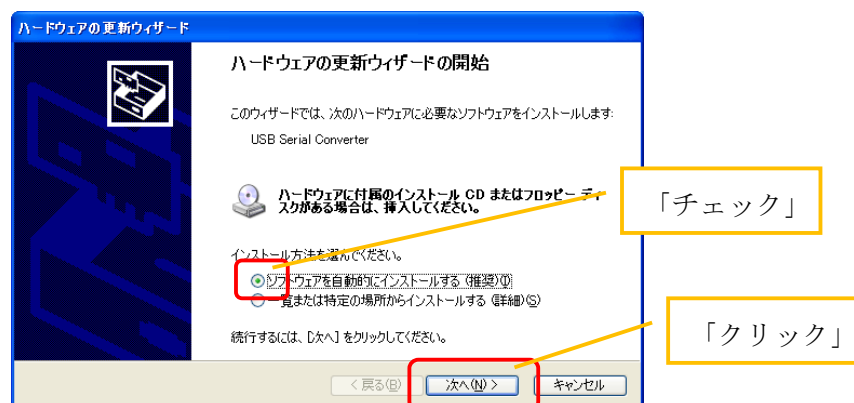 ハードウェアの更新ウィザード
ハードウェアの更新ウィザードの開始
このウィザードでは、次のハードウェアに必要なソフトウェアをインストールします:
USB Serial Converter
ハードウェアに付属のインストール CD またはフロッピー ディ
スクがある場合は、挿入してください。
「チェック」
インストール方法を選んでください。
ソフトウェアを自動的にインストールする (推奨)(I)
一覧または特定の場所からインストールする (詳細)(S)
続行するには、[次へ] をクリックしてください。
「クリック」
< 戻る(B)
次へ(N) >
キャンセル